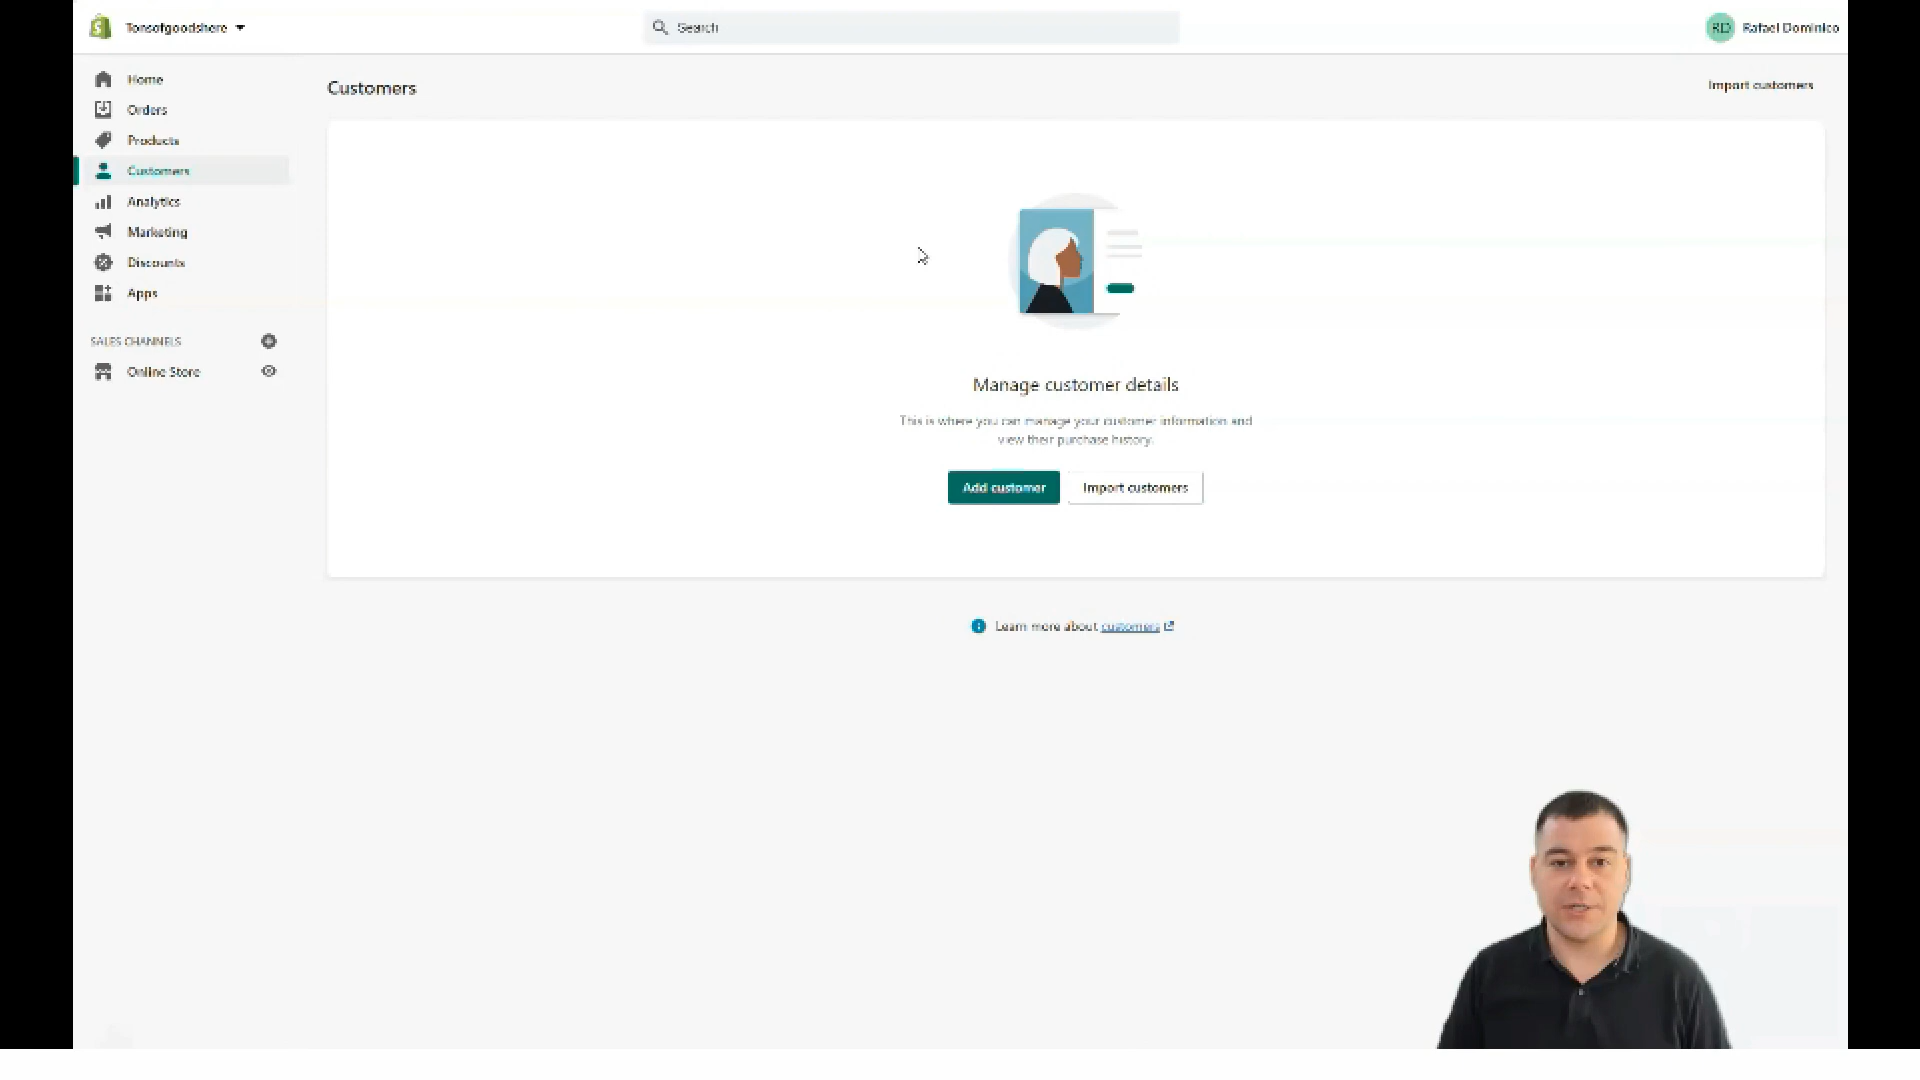 Tonsofgoodshere
Search
RD Rafael Dominico
Home
Orders
Products
Customers
Analytics
Marketing
Discounts
Apps
SALES CHANNELS
Online Store
Customers
Import customers
Manage customer details
This is where you can manage your customer information and
view their purchase history.
Add customer
Import customers
Learn more about customers